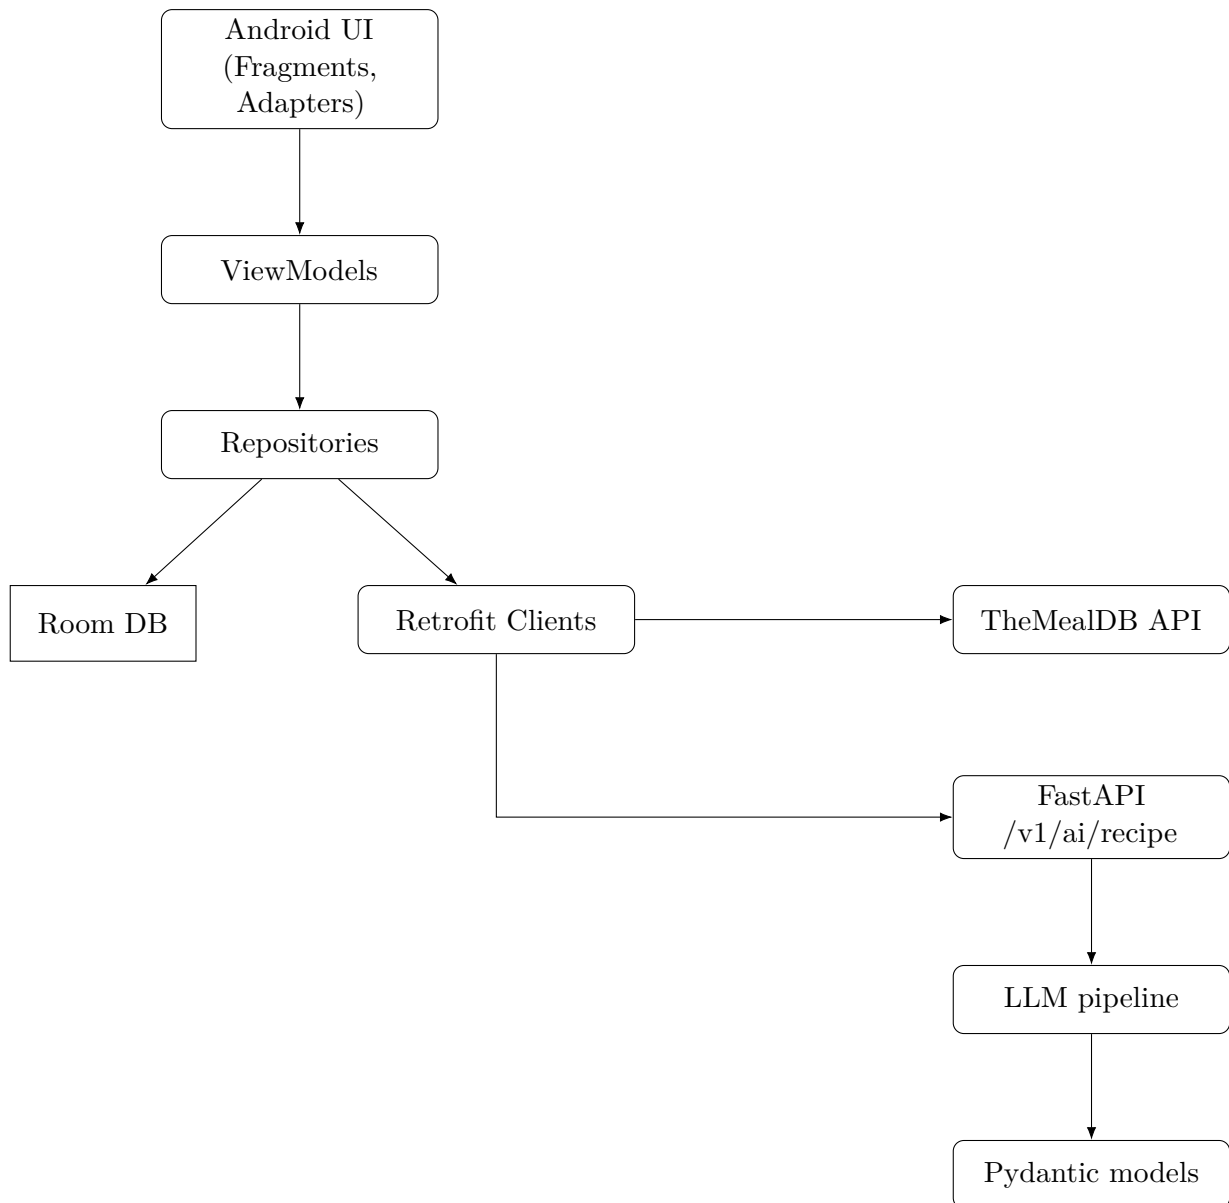 Android UI
(Fragments,
Adapters)
ViewModels
Repositories
Room DB
Retrofit Clients
TheMealDB API
FastAPI
/v1/ai/recipe
LLM pipeline
Pydantic models